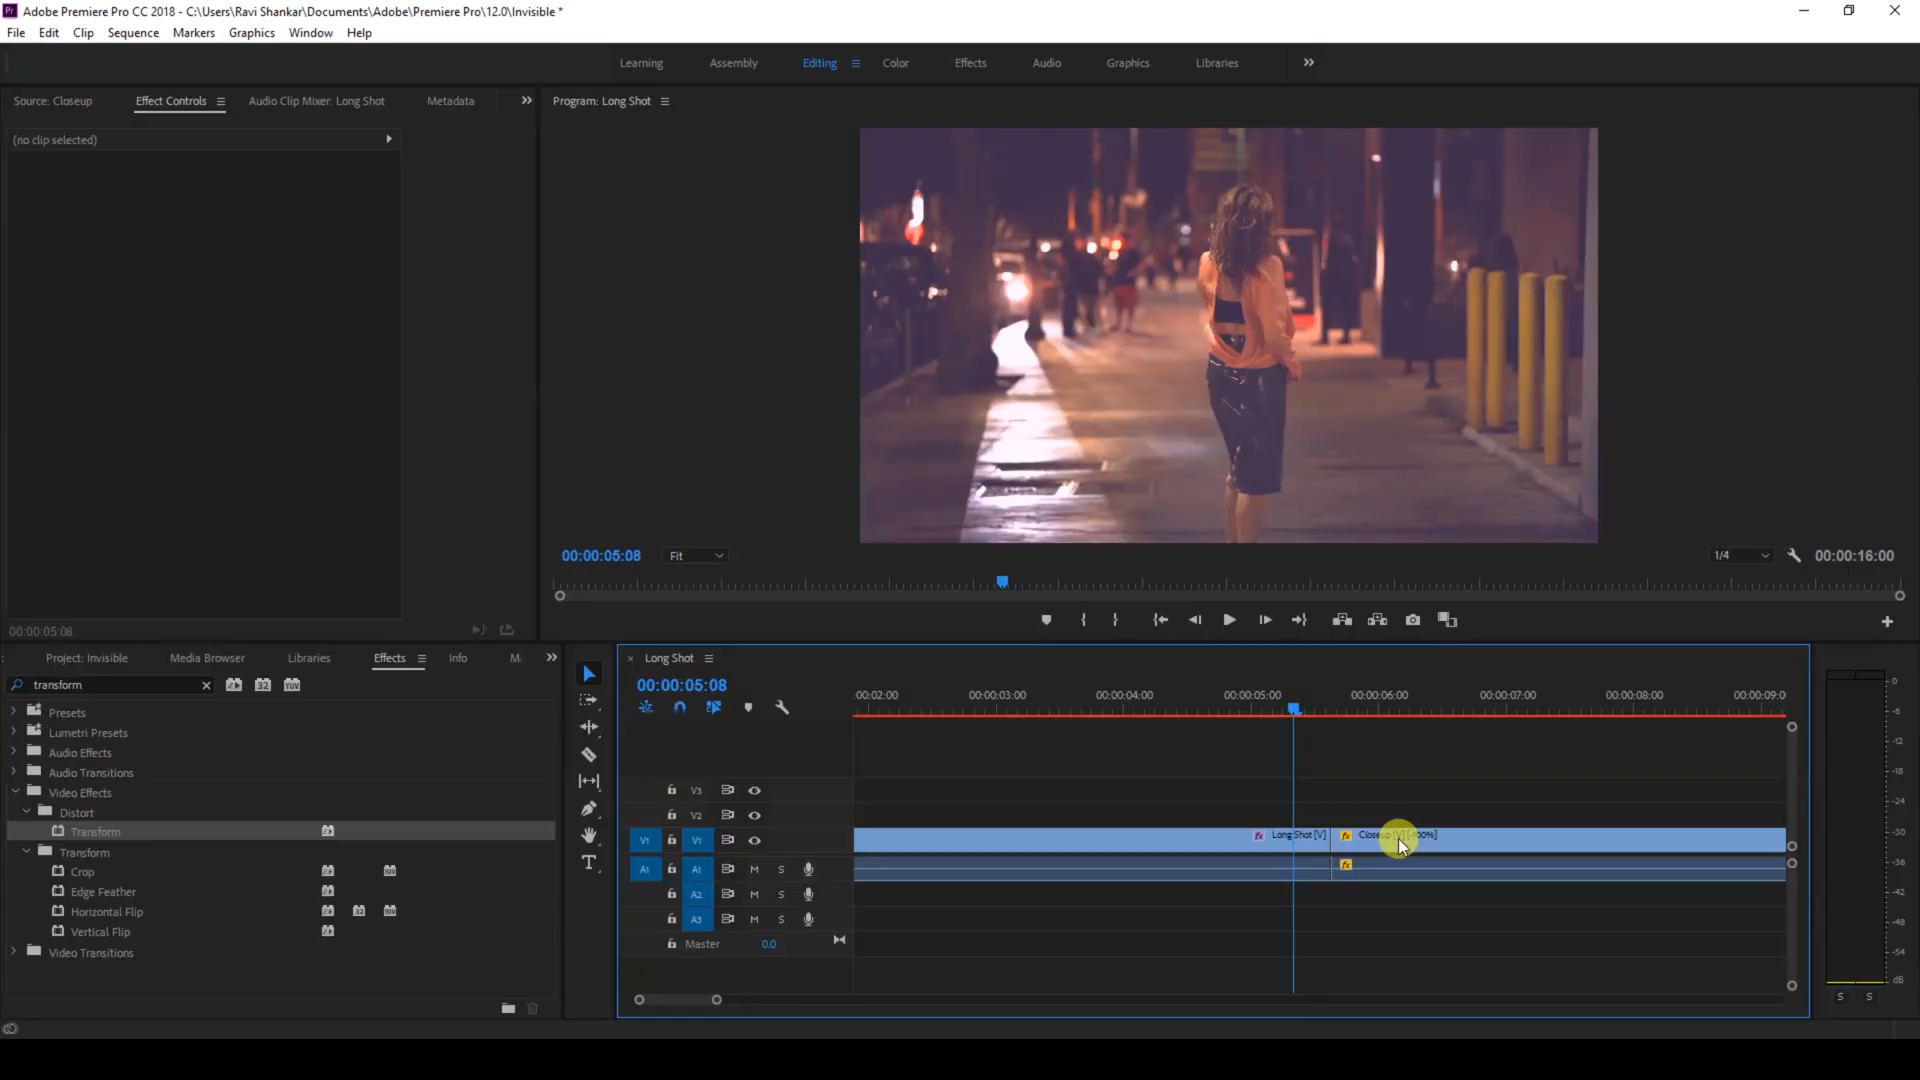 Adobe Premiere Pro CC 2018 - C:\Users\Ravi Shankar\Documents\Adobe\Premiere Pro\12.0\Invisible *
File Edit Clip Sequence Markers Graphics Window Help
Learning Assembly Editing Color Effects Audio Graphics Libraries
Source: Closeup Effect Controls Audio Clip Mixer: Long Shot Metadata
Program: Long Shot
(no clip selected)
00:00:05:08 Fit 1/4 00:00:16:00
00:00:05:08
Project: Invisible Media Browser Libraries Effects Info M
transform 32 YUV
Presets
Lumetri Presets
Audio Effects
Audio Transitions
Video Effects
Distort
Transform
Transform
Crop
Edge Feather
Horizontal Flip
Vertical Flip
Video Transitions
Long Shot
00:00:05:08
:00:02:00 00:00:03:00 00:00:04:00 00:00:05:00 00:00:06:00 00:00:07:00 00:00:08:00 00:00:09:0
V3
V2
V1 V1 fx Long Shot [V] fx
A1 A1 M S fx
A2 M S
A3 M S
Master 0.0
0
-6
-12
-18
-24
-30
-36
-42
-48
-54
dB
S S